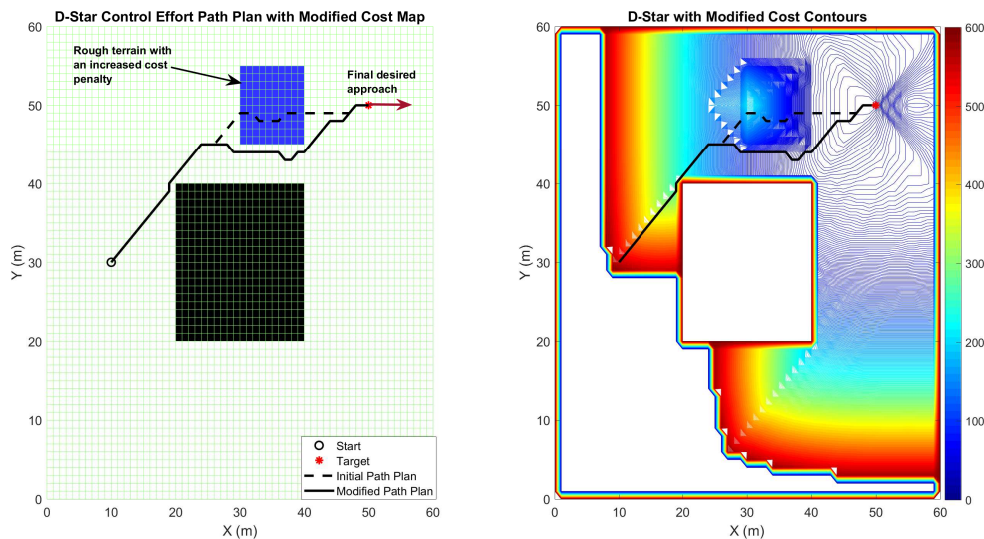 D-Star Control Effort Path Plan with Modified Cost Map
60
50
40
30
20
10
0
Y (m)
Rough terrain with
an increased cost
penalty
Final desired
approach
Start
Target
Initial Path Plan
Modified Path Plan
0 10 20 30 40 50 60
X (m)
D-Star with Modified Cost Contours
60
50
40
30
20
10
0
Y (m)
0 10 20 30 40 50 60
X (m)
600
500
400
300
200
100
0